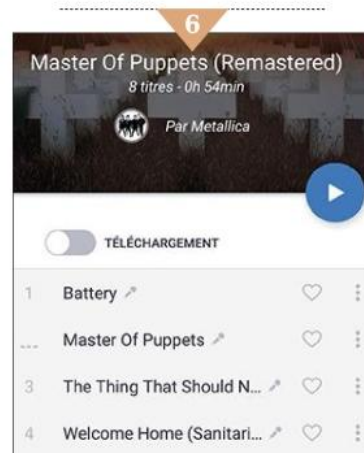 6
Master Of Puppets (Remastered)
8 titres - 0h 54min
Par Metallica
TÉLÉCHARGEMENT
1 Battery
... Master Of Puppets
3 The Thing That Should N...
4 Welcome Home (Sanitari...